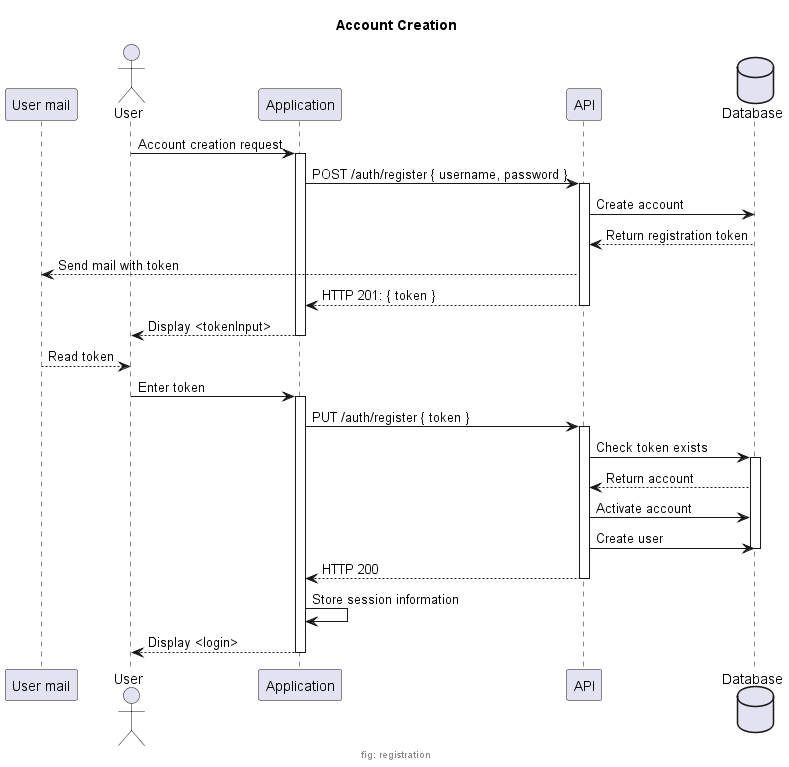 Account Creation
User mail
User
Application
API
Database
Account creation request
POST /auth/register { username, password }
Create account
Return registration token
Send mail with token
HTTP 201: { token }
Display <tokenInput>
Read token
Enter token
PUT /auth/register { token }
Check token exists
Return account
Activate account
Create user
HTTP 200
Store session information
Display <login>
User mail
User
Application
API
Database
fig: registration